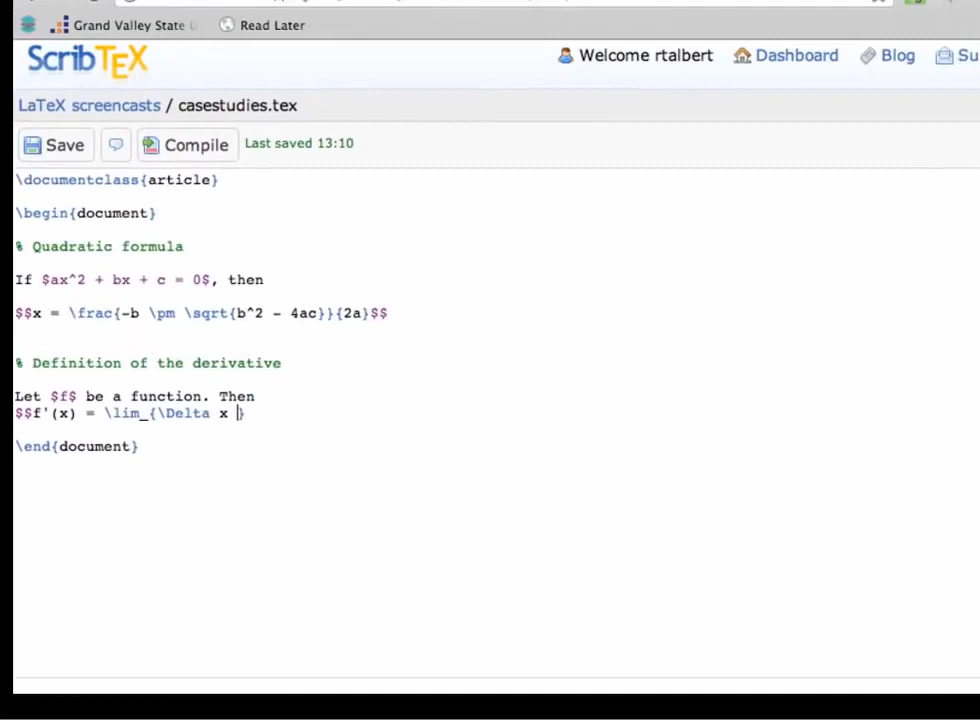 Grand Valley State U
Read Later
ScribTEX
Welcome rtalbert
Dashboard
Blog
Su
LaTeX screencasts / casestudies.tex
Save
Compile
Last saved 13:10
\documentclass{article}
\begin{document}
% Quadratic formula
If $ax^2 + bx + c = 0$, then
$$x = \frac{-b \pm \sqrt{b^2 - 4ac}}{2a}$$
% Definition of the derivative
Let $f$ be a function. Then
$$f'(x) = \lim_{\Delta x }
\end{document}